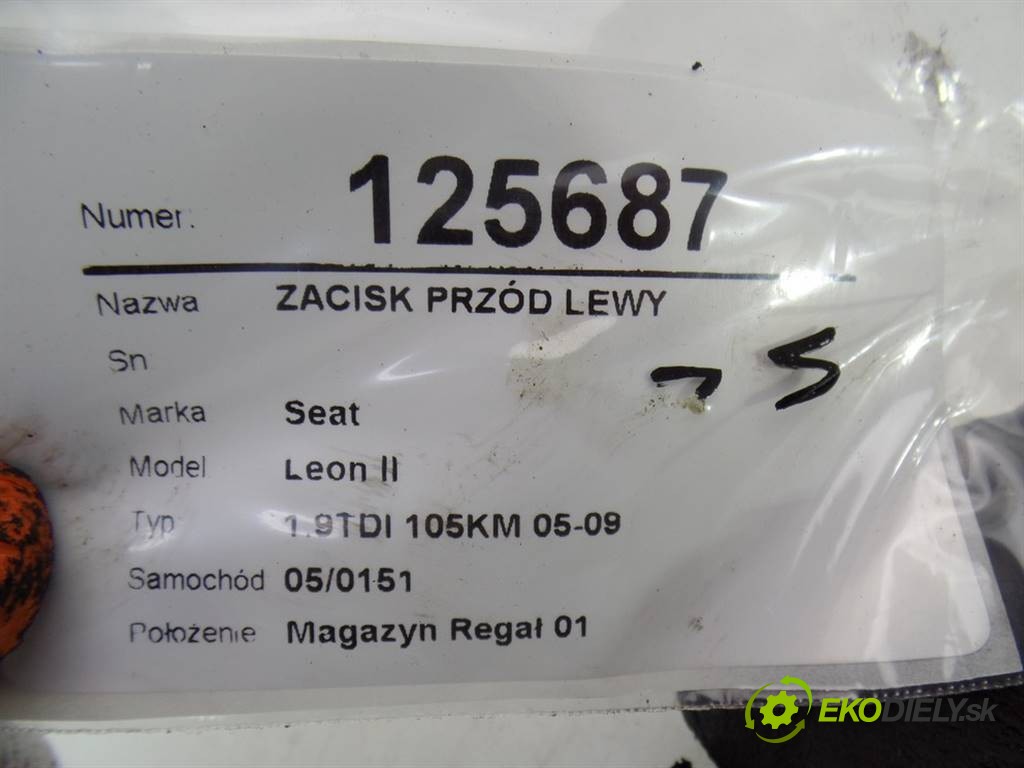 Numer: 125687
Nazwa ZACISK PRZÓD LEWY
Sn
Marka Seat
Model Leon II
Typ 1.9TDI 105KM 05-09
Samochód 05/0151
Położenie Magazyn Regał 01
EKODIELY.sk